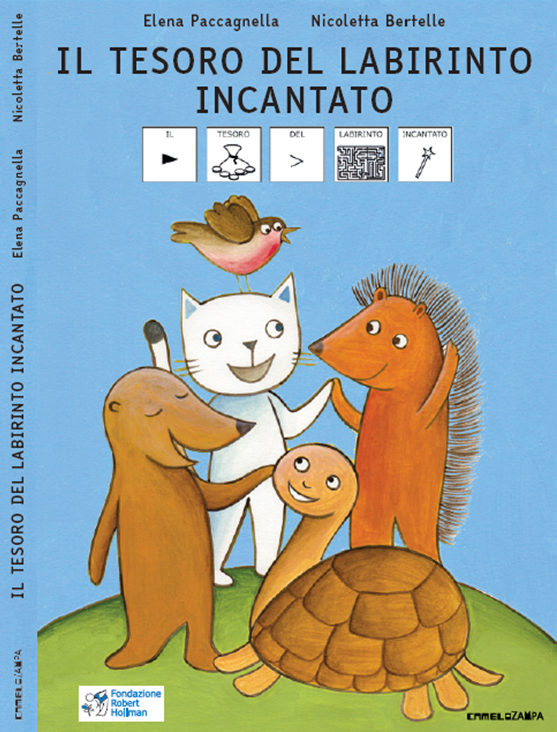 Elena Paccagnella Nicoletta Bertelle
IL TESORO DEL LABIRINTO
INCANTATO
IL TESORO DEL LABIRINTO INCANTATO
Fondazione
Robert
Hollman
CAMELOZAMPA
CAMELOZAMPA IL TESORO DEL LABIRINTO INCANTATO Elena Paccagnella Nicoletta Bertelle